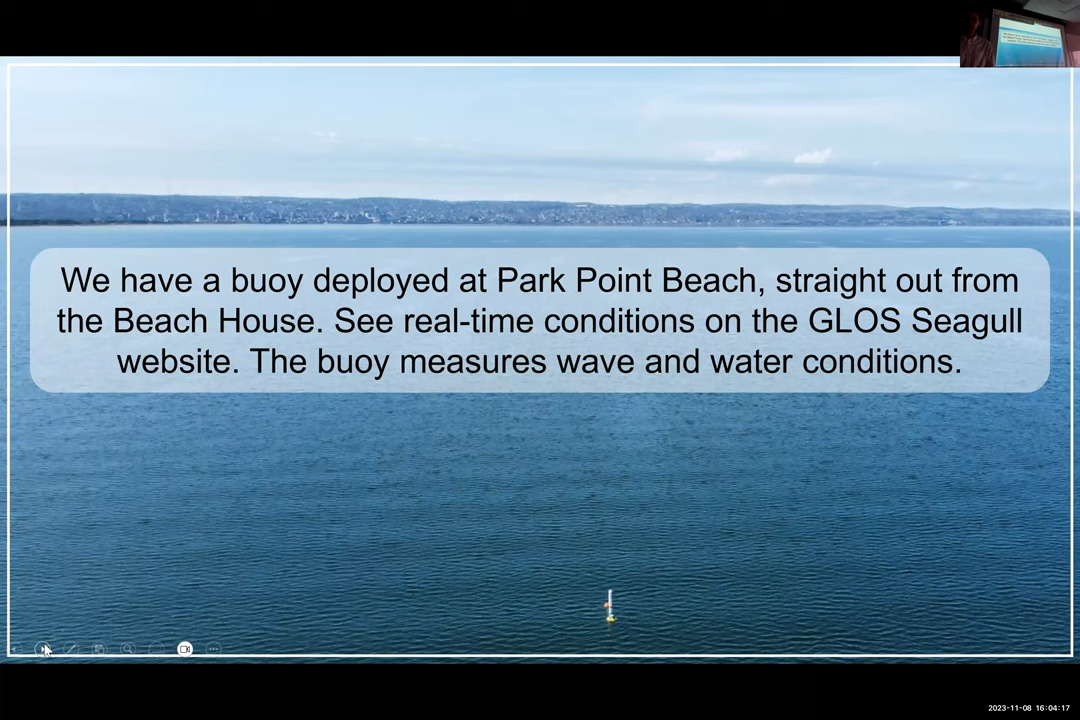 We have a buoy deployed at Park Point Beach, straight out from
the Beach House. See real-time conditions on the GLOS Seagull
website. The buoy measures wave and water conditions.
2023-11-08 16:04:17